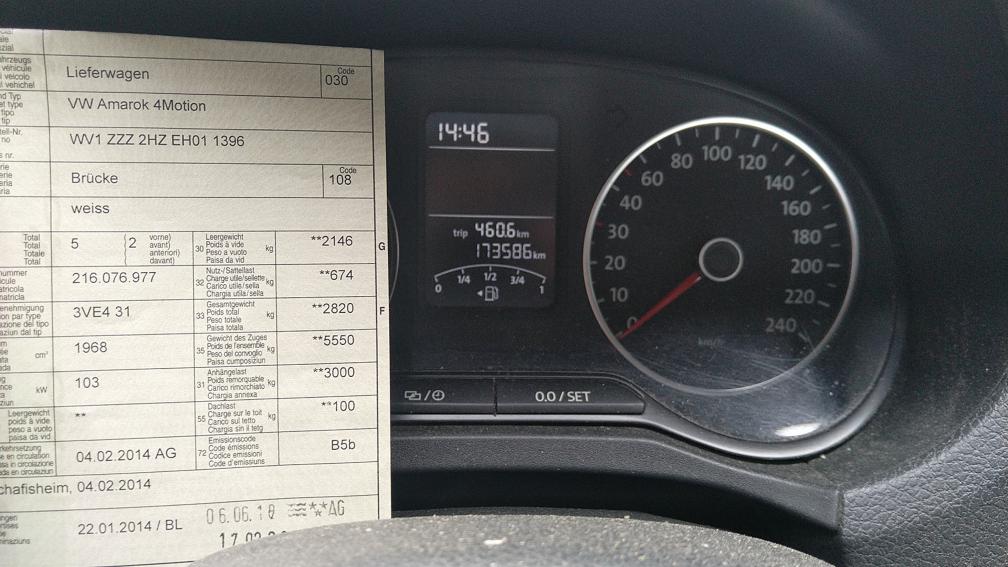 Lieferwagen
Code
030
VW Amarok 4Motion
WV1 ZZZ 2HZ EH01 1396
Brücke
Code
108
weiss
Total
Totale
Total
5 (2 vorne)
avant)
anteriori)
davant)
30 Leergewicht
Poids à vide
Peso a vuoto
Paisa da vid
kg **2146
G
216.076.977
32 Nutz-/Sattellast
Charge utile/sellette
Carico utile/sella
Chargia utila/sella
kg **674
3VE4 31
33 Gesamtgewicht
Poids total
Peso totale
Paisa totala
kg **2820
F
cm³ 1968
35 Gewicht des Zuges
Poids de l'ensemble
Peso del convoglio
Paisa cumposiziun
kg **5550
kW 103
31 Anhängelast
Poids remorquable
Carico rimorchiato
Chargia annexa
kg **3000
Leergewicht
poids à vide
peso a vuoto
paisa da vid
**
55 Dachlast
Charge sur le toit
Carico sul tetto
Chargia sin il tetg
kg **100
04.02.2014 AG
72 Emissionscode
Code émissions
Codice emissioni
Code d'emissiuns
B5b
chafisheim, 04.02.2014
22.01.2014 / BL
06.06.18 AG
14:46
trip 460.6 km
173586 km
0 1/4 1/2 3/4 1
0 10 20 30 40 60 80 100 120 140 160 180 200 220 240
km/h
0.0 / SET